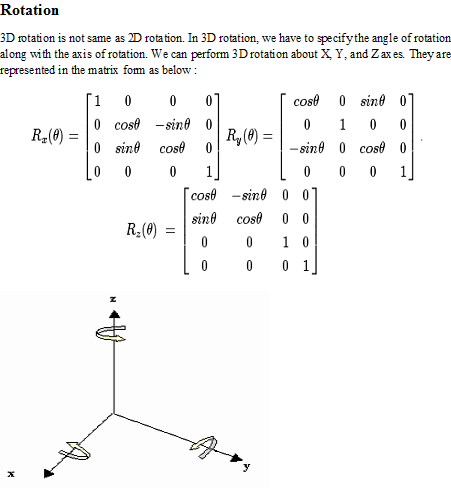 Rotation
3D rotation is not same as 2D rotation. In 3D rotation, we have to specify the angle of rotation
along with the axis of rotation. We can perform 3D rotation about X, Y, and Z axes. They are
represented in the matrix form as below :
1 0 0 0 cosθ 0 sinθ 0
0 cosθ −sinθ 0 0 1 0 0
Rx(θ) = Ry(θ) = .
0 sinθ cosθ 0 −sinθ 0 cosθ 0
0 0 0 1 0 0 0 1
cosθ −sinθ 0 0
sinθ cosθ 0 0
Rz(θ) =
0 0 1 0
0 0 0 1
z
x
y